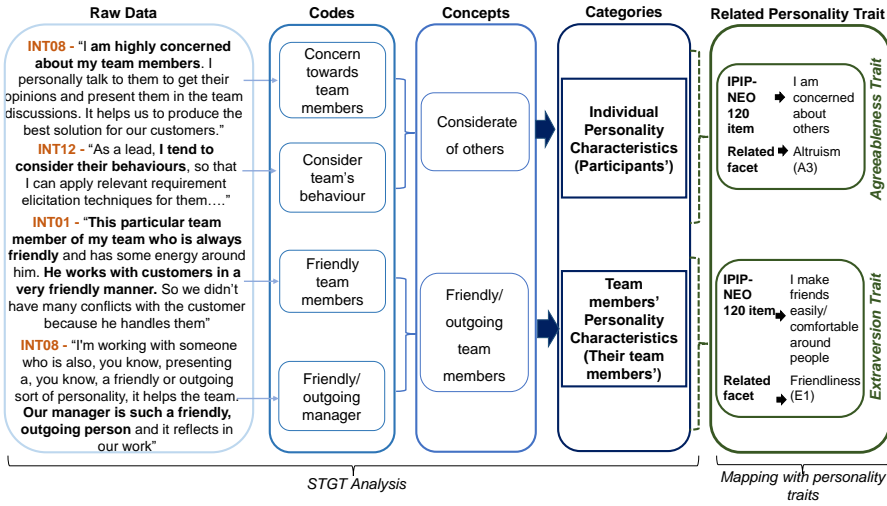 Raw Data
INT08 - “I am highly concerned
about my team members. I
personally talk to them to get their
opinions and present them in the team
discussions. It helps us to produce the
best solution for our customers.”
INT12 - “As a lead, I tend to
consider their behaviours, so that
I can apply relevant requirement
elicitation techniques for them….”
INT01 - “This particular team
member of my team who is always
friendly and has some energy around
him. He works with customers in a
very friendly manner. So we didn't
have many conflicts with the customer
because he handles them”
INT08 - “I'm working with someone
who is also, you know, presenting
a, you know, a friendly or outgoing
sort of personality, it helps the team.
Our manager is such a friendly,
outgoing person and it reflects in
our work”
Codes
Concern
towards
team
members
Consider
team's
behaviour
Friendly
team
members
Friendly/
outgoing
manager
Concepts
Considerate
of others
Friendly/
outgoing
team
members
Categories
Individual
Personality
Characteristics
(Participants’)
Team
members’
Personality
Characteristics
(Their team
members’)
Related Personality Trait
IPIP-
NEO
120
item
I am
concerned
about
others
Related
facet
Altruism
(A3)
Agreeableness Trait
IPIP-
NEO
120 item
I make
friends
easily/
comfortable
around
people
Related
facet
Friendliness
(E1)
Extraversion Trait
STGT Analysis
Mapping with personality
traits